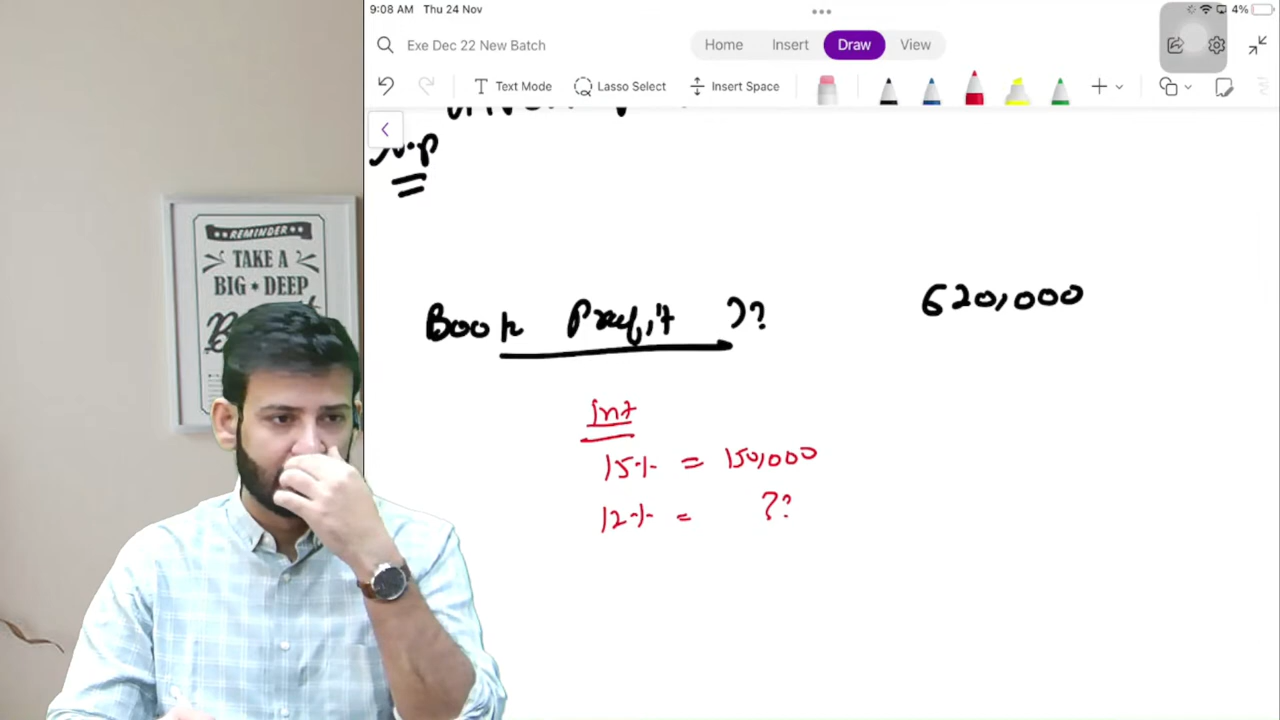 9:08 AM Thu 24 Nov
4%
Exe Dec 22 New Batch
Home Insert Draw View
Text Mode Lasso Select Insert Space
N.P
Book Profit ?? 620,000
Int
15% = 150,000
12% = ??
REMINDER
TAKE A
BIG DEEP